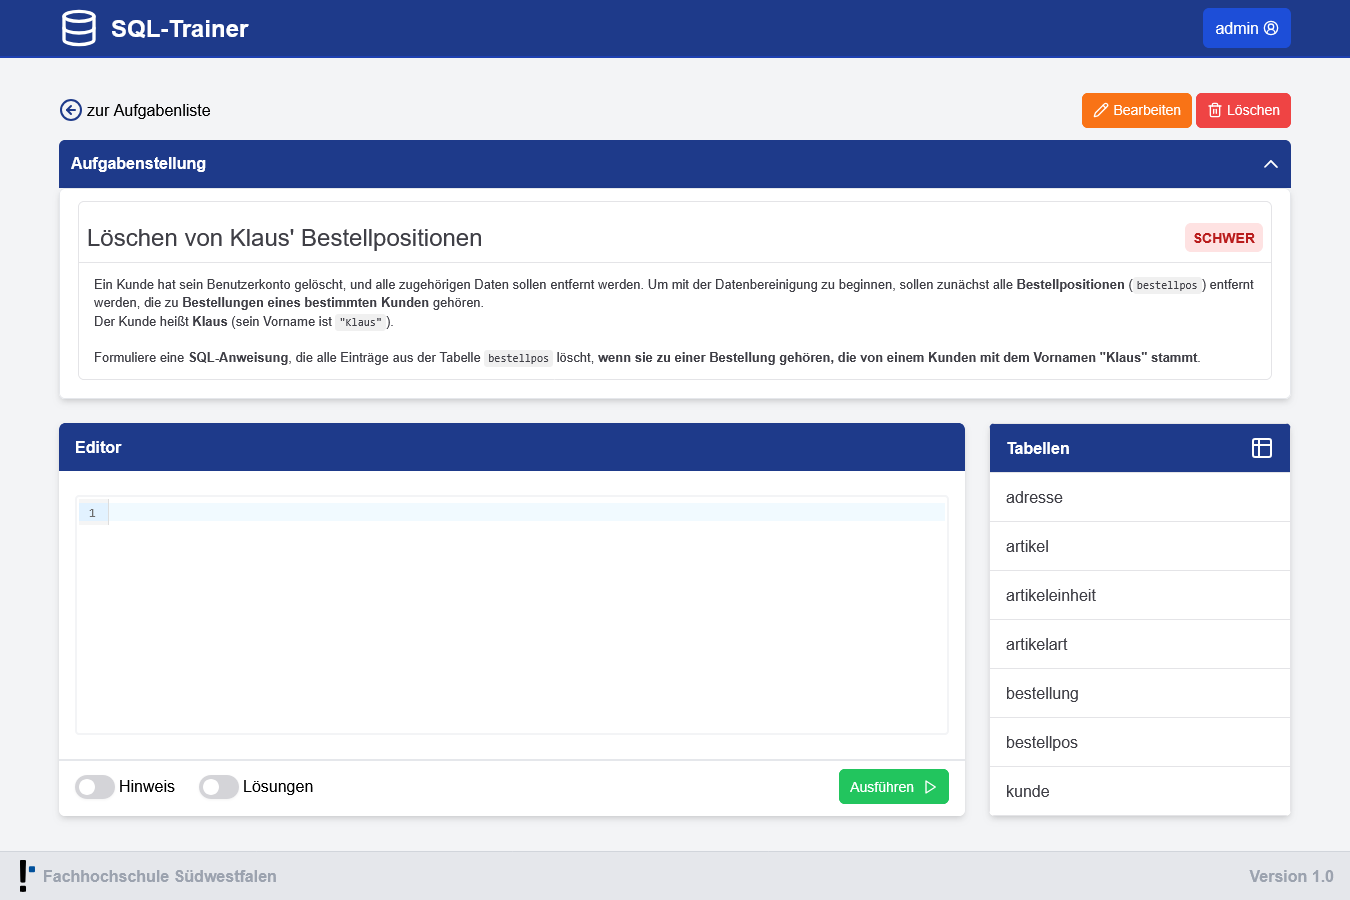 SQL-Trainer
admin
zur Aufgabenliste
Bearbeiten
Löschen
Aufgabenstellung
Löschen von Klaus' Bestellpositionen
SCHWER
Ein Kunde hat sein Benutzerkonto gelöscht, und alle zugehörigen Daten sollen entfernt werden. Um mit der Datenbereinigung zu beginnen, sollen zunächst alle Bestellpositionen ( bestellpos ) entfernt
werden, die zu Bestellungen eines bestimmten Kunden gehören.
Der Kunde heißt Klaus (sein Vorname ist "Klaus" ).
Formuliere eine SQL-Anweisung, die alle Einträge aus der Tabelle bestellpos löscht, wenn sie zu einer Bestellung gehören, die von einem Kunden mit dem Vornamen "Klaus" stammt.
Editor
1
Hinweis
Lösungen
Ausführen
Tabellen
adresse
artikel
artikeleinheit
artikelart
bestellung
bestellpos
kunde
Fachhochschule Südwestfalen
Version 1.0